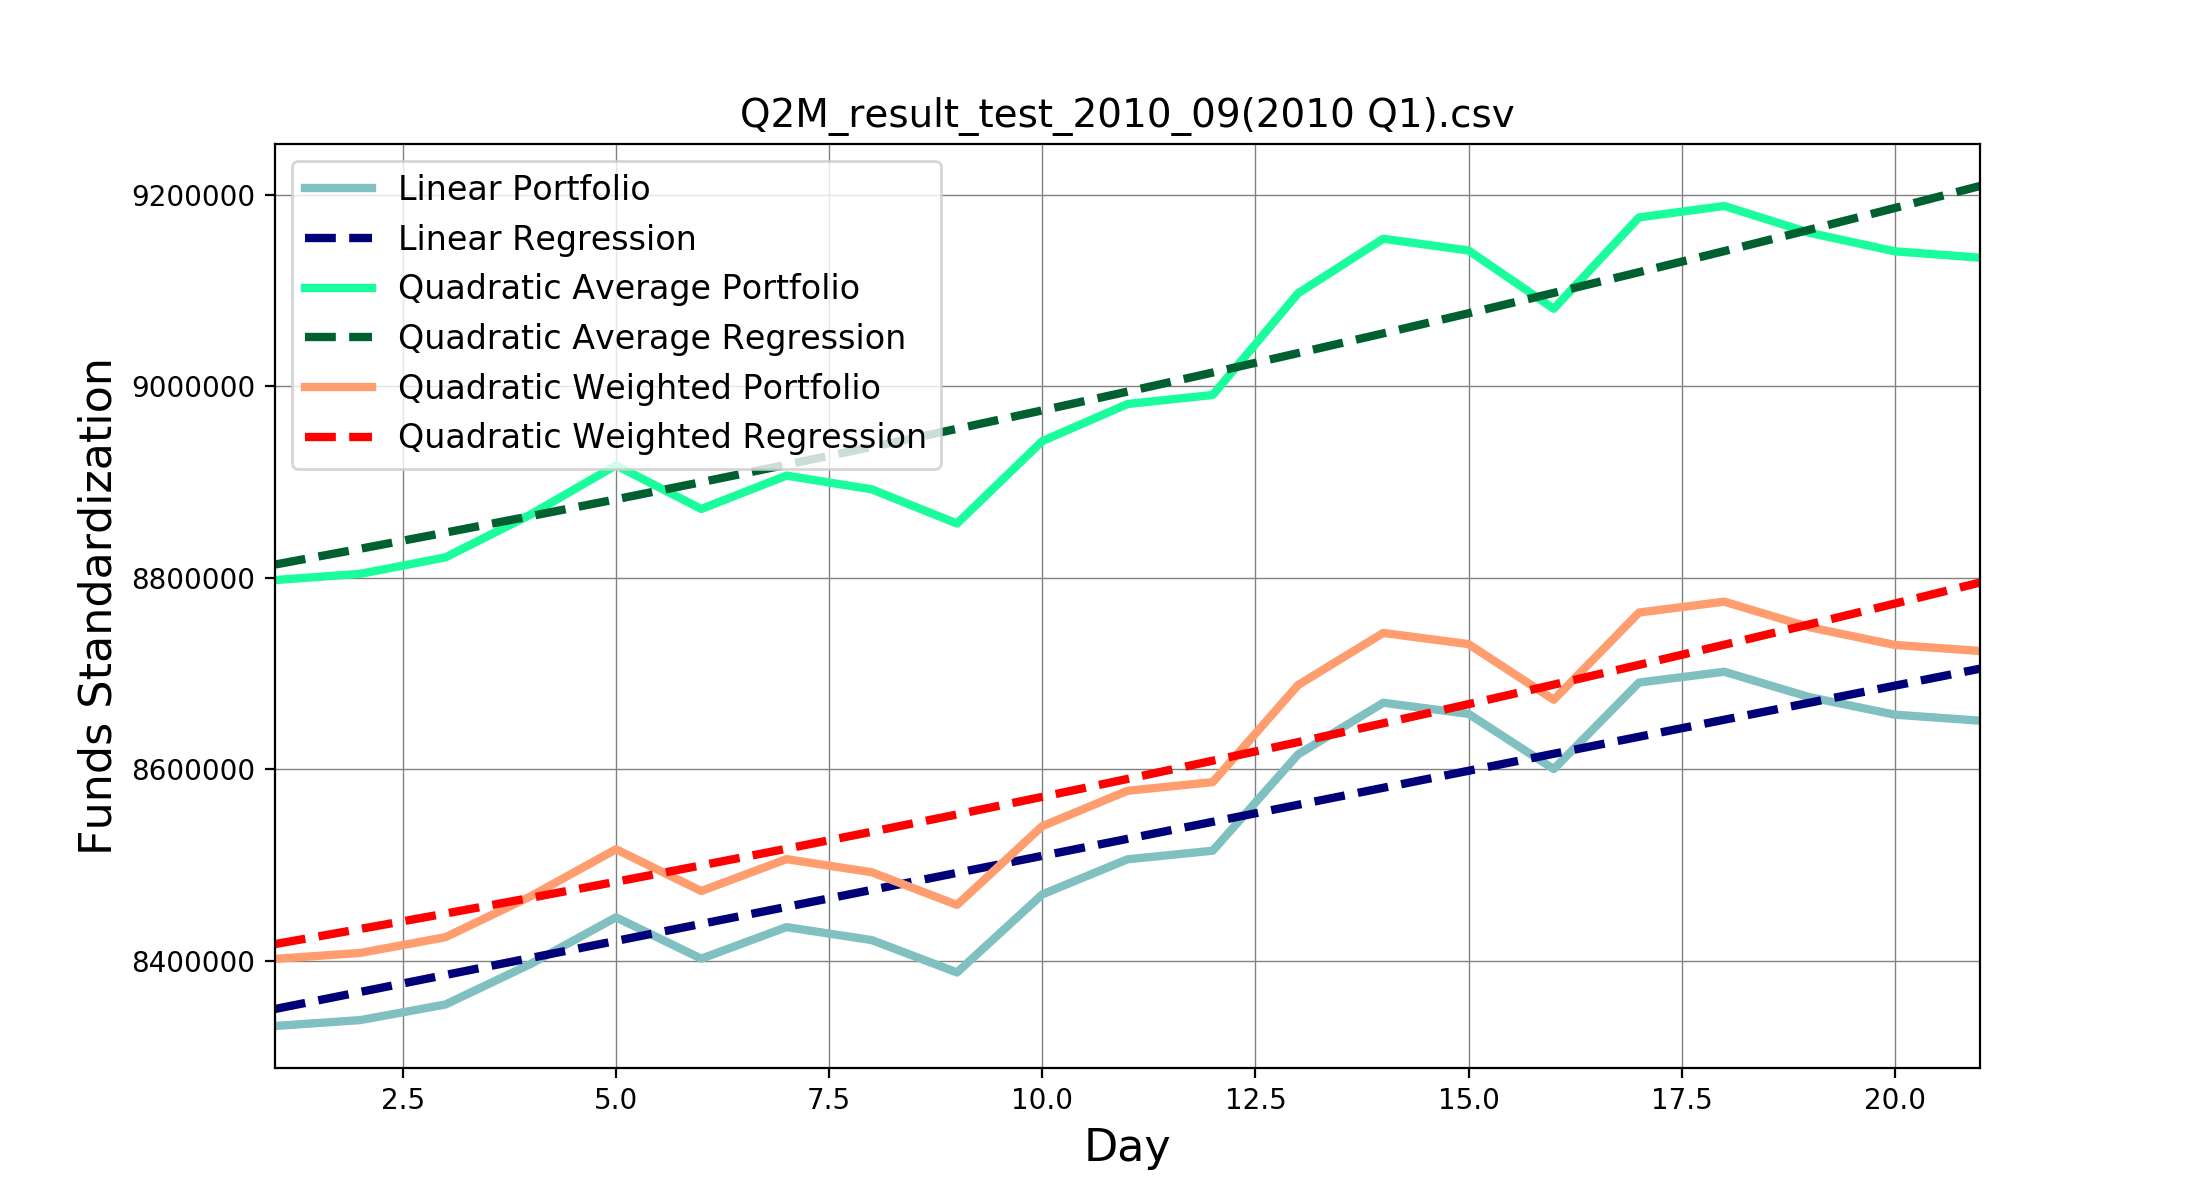 Q2M_result_test_2010_09(2010 Q1).csv
Linear Portfolio
Linear Regression
Quadratic Average Portfolio
Quadratic Average Regression
Quadratic Weighted Portfolio
Quadratic Weighted Regression
Funds Standardization
9200000
9000000
8800000
8600000
8400000
2.5 5.0 7.5 10.0 12.5 15.0 17.5 20.0
Day